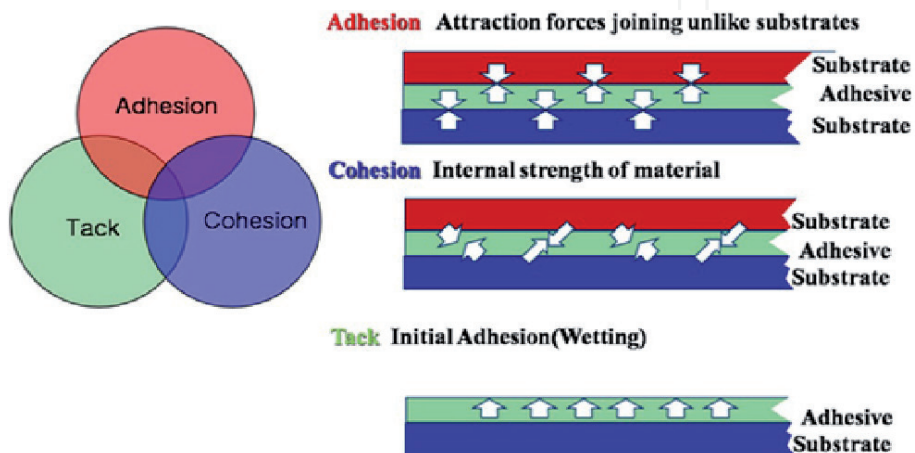 Adhesion
Tack
Cohesion
Adhesion Attraction forces joining unlike substrates
Substrate
Adhesive
Substrate
Cohesion Internal strength of material
Substrate
Adhesive
Substrate
Tack Initial Adhesion(Wetting)
Adhesive
Substrate